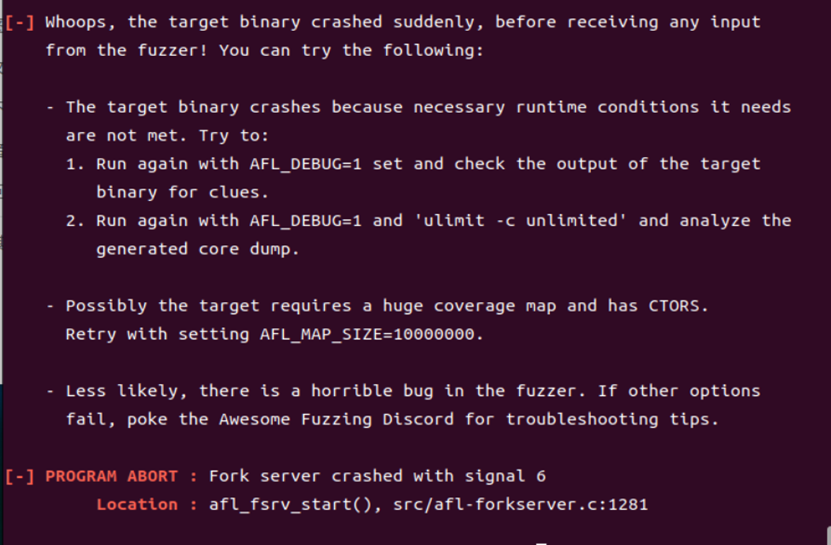 [-] Whoops, the target binary crashed suddenly, before receiving any input
from the fuzzer! You can try the following:
- The target binary crashes because necessary runtime conditions it needs
are not met. Try to:
1. Run again with AFL_DEBUG=1 set and check the output of the target
binary for clues.
2. Run again with AFL_DEBUG=1 and 'ulimit -c unlimited' and analyze the
generated core dump.
- Possibly the target requires a huge coverage map and has CTORS.
Retry with setting AFL_MAP_SIZE=10000000.
- Less likely, there is a horrible bug in the fuzzer. If other options
fail, poke the Awesome Fuzzing Discord for troubleshooting tips.
[-] PROGRAM ABORT : Fork server crashed with signal 6
Location : afl_fsrv_start(), src/afl-forkserver.c:1281